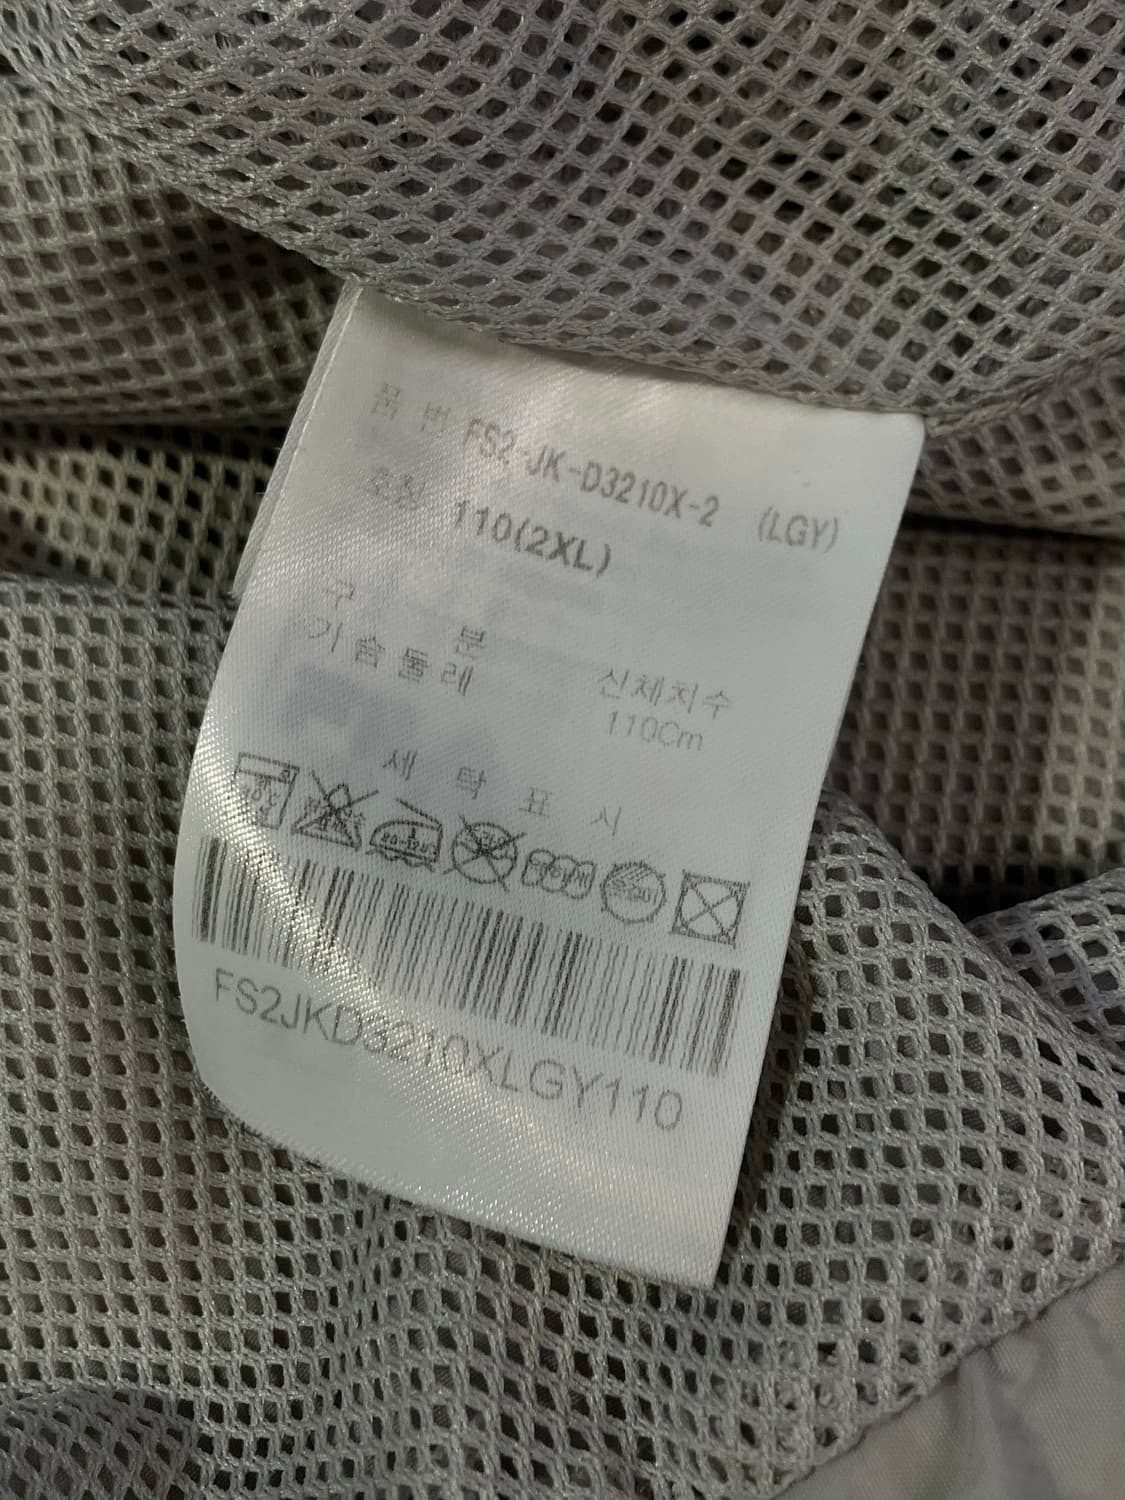 품 번 FS2-JK-D3210X-2 (LGY)
호칭 110(2XL)
구 분 신체치수
가슴둘레 110Cm
세 탁 표 시
FS2JKD3210XLGY110